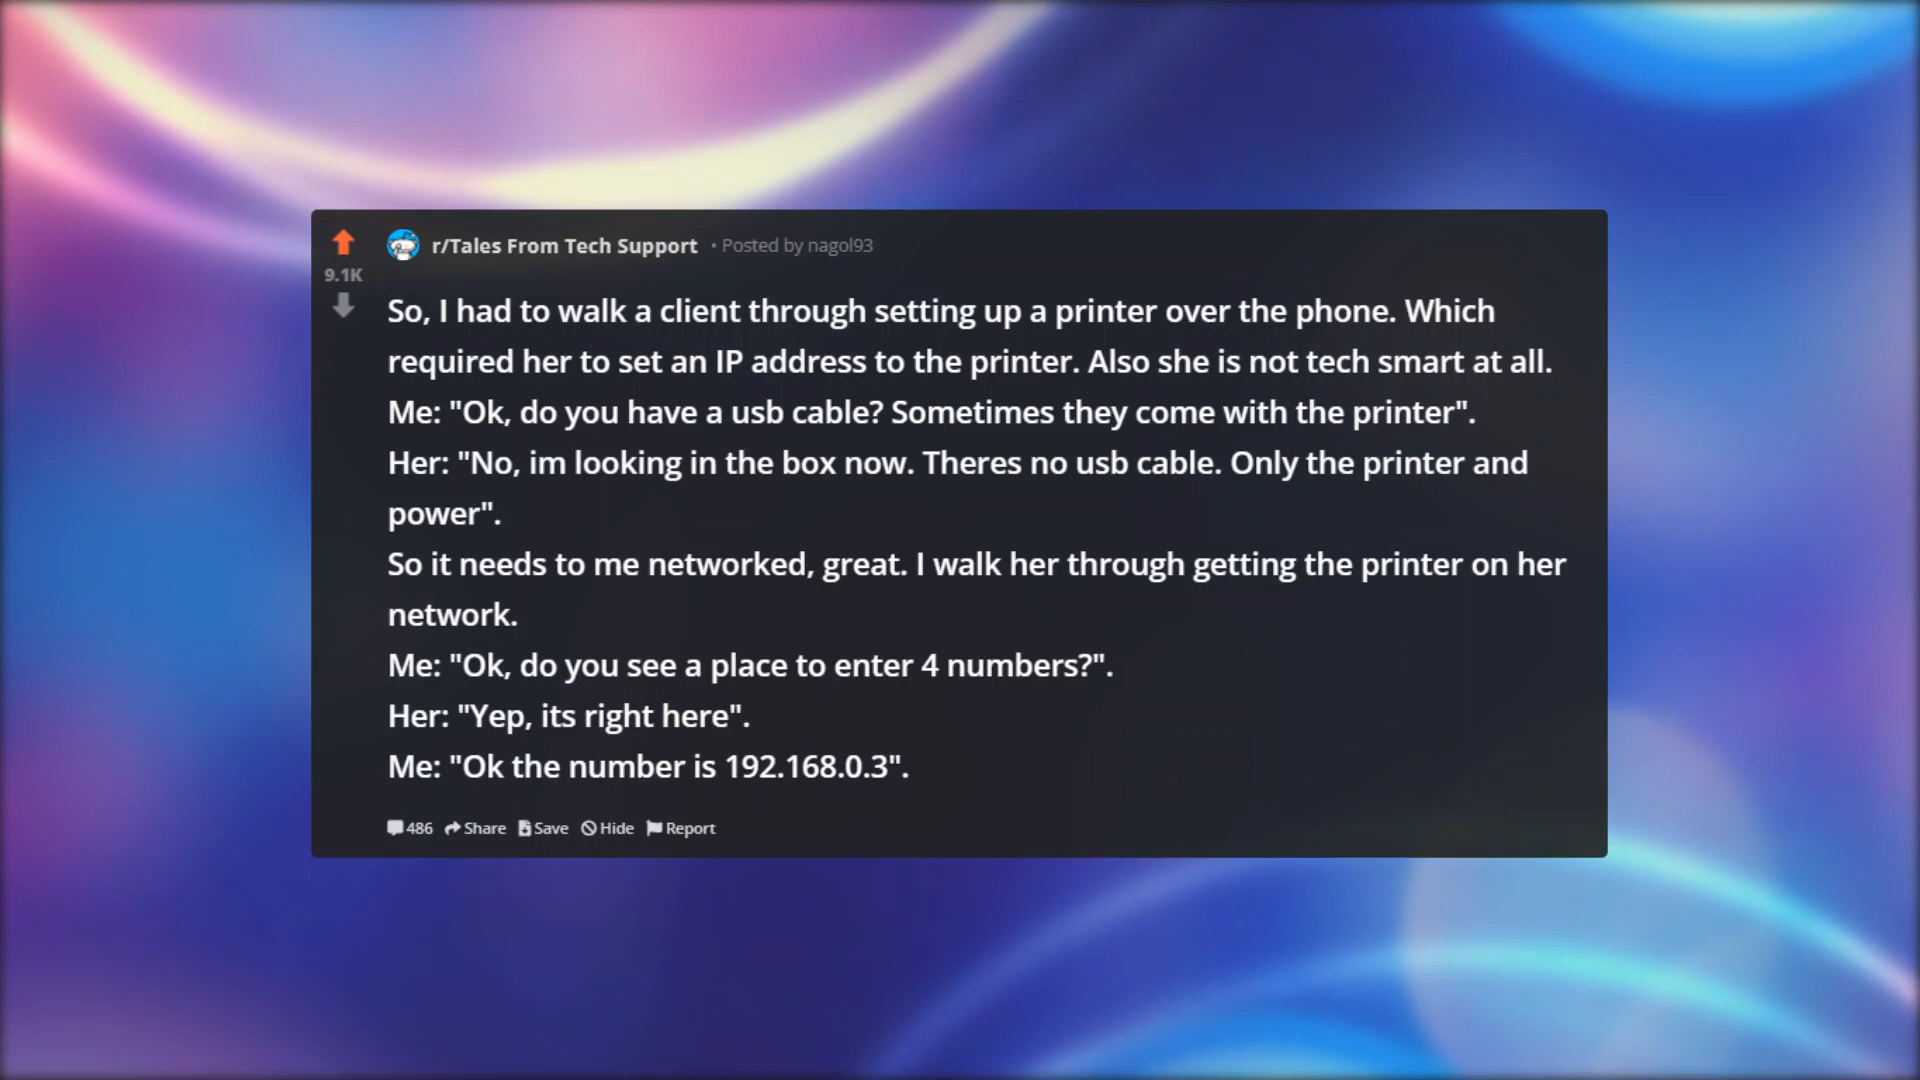 r/Tales From Tech Support • Posted by nagol93
9.1K
So, I had to walk a client through setting up a printer over the phone. Which
required her to set an IP address to the printer. Also she is not tech smart at all.
Me: "Ok, do you have a usb cable? Sometimes they come with the printer".
Her: "No, im looking in the box now. Theres no usb cable. Only the printer and
power".
So it needs to me networked, great. I walk her through getting the printer on her
network.
Me: "Ok, do you see a place to enter 4 numbers?".
Her: "Yep, its right here".
Me: "Ok the number is 192.168.0.3".
486 Share Save Hide Report